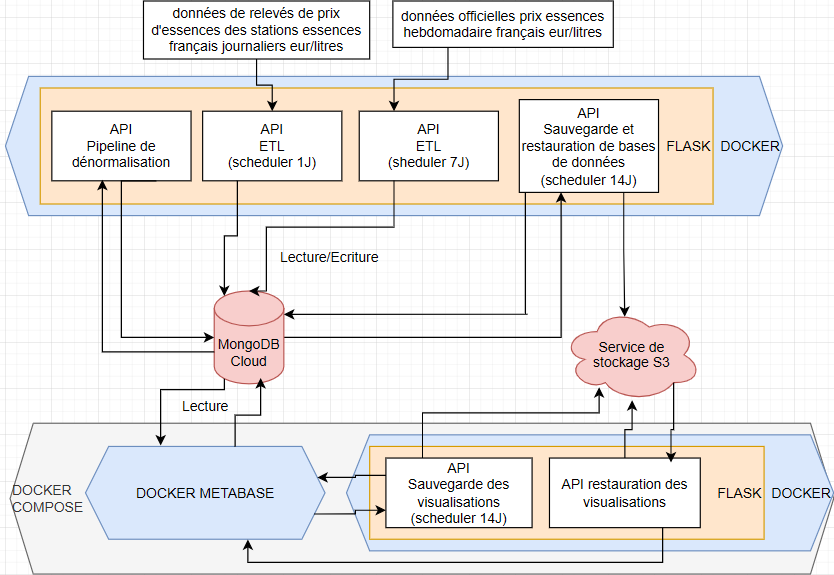 données de relevés de prix
d'essences des stations essences
français journaliers eur/litres
données officielles prix essences
hebdomadaire français eur/litres
API
Pipeline de
dénormalisation
API
ETL
(scheduler 1J)
API
ETL
(sheduler 7J)
API
Sauvegarde et
restauration de bases
de données
(scheduler 14J)
FLASK
DOCKER
Lecture/Ecriture
MongoDB
Cloud
Service de
stockage S3
Lecture
DOCKER
COMPOSE
DOCKER METABASE
API
Sauvegarde des
visualisations
(scheduler 14J)
API restauration des
visualisations
FLASK
DOCKER